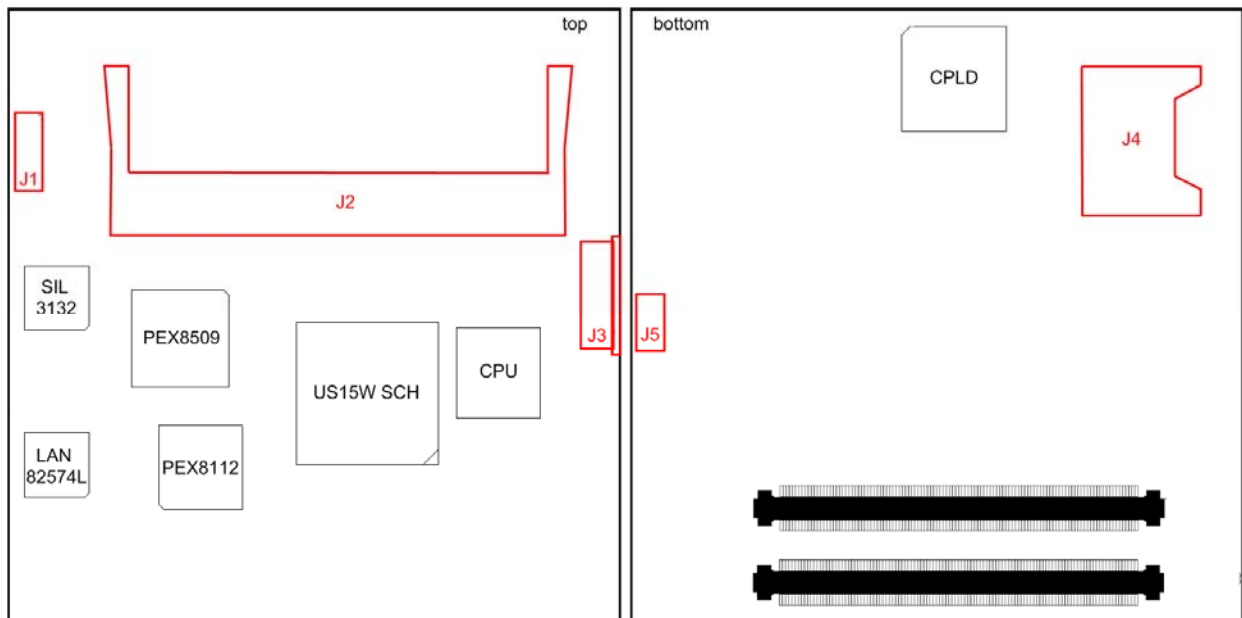 top
J1
J2
SIL
3132
PEX8509
J3
US15W SCH
CPU
LAN
82574L
PEX8112
bottom
CPLD
J4
J5